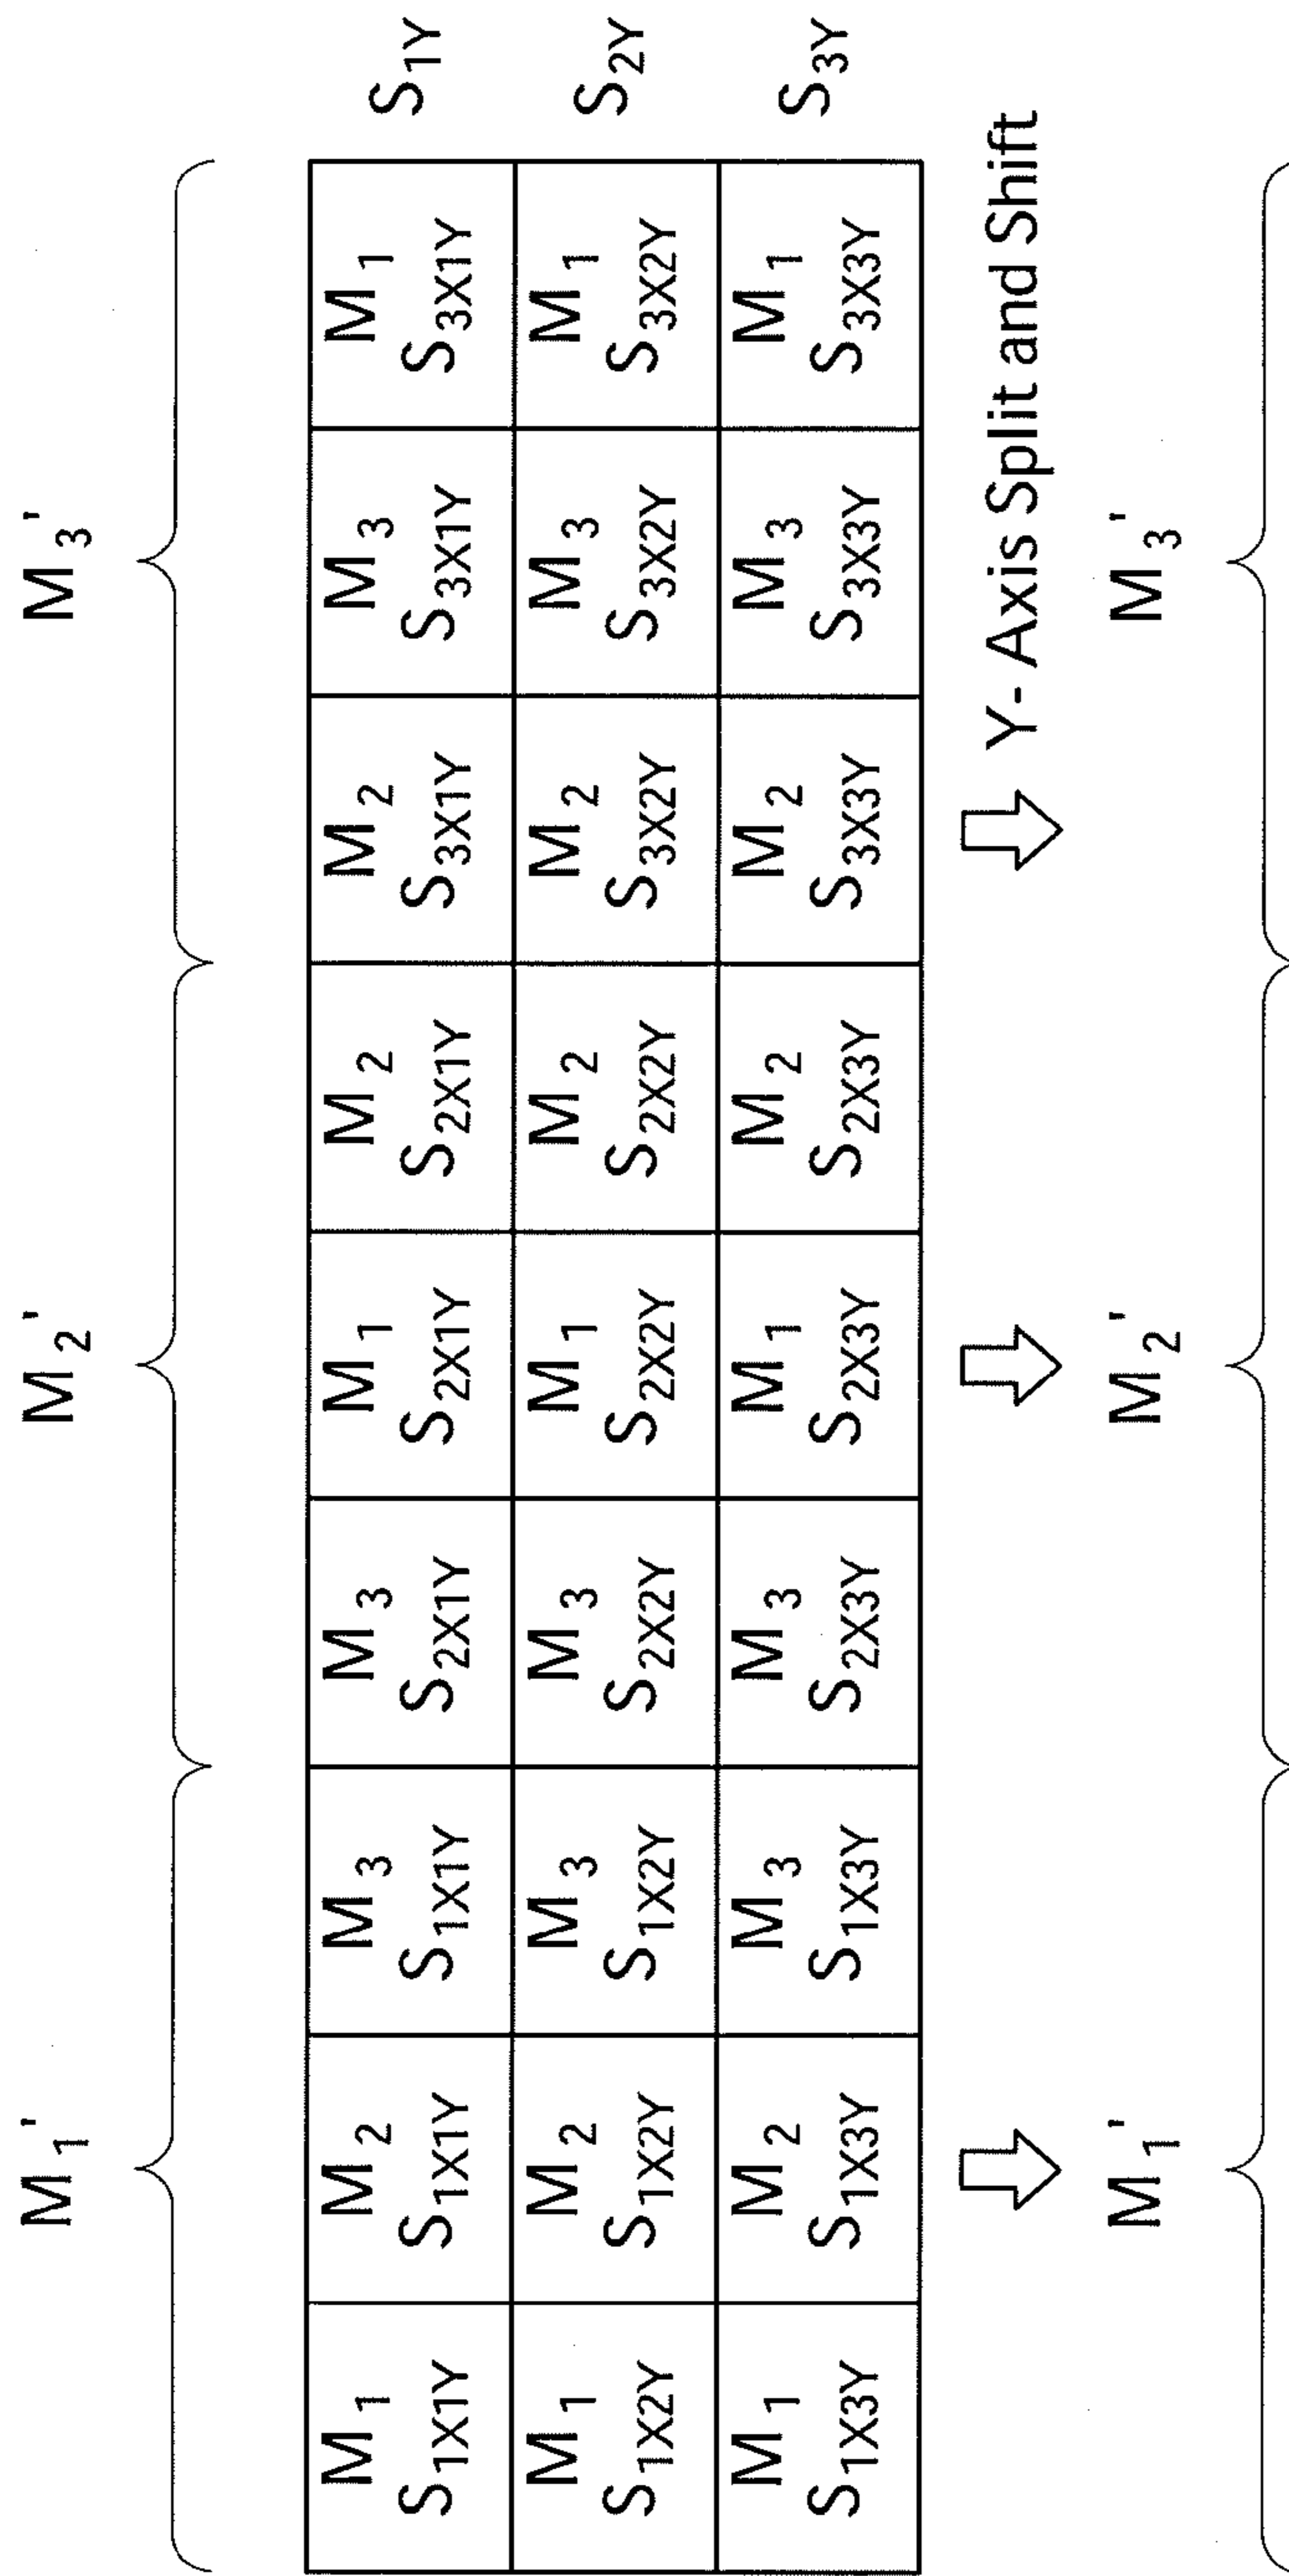 M1' M2' M3'
M1 M2 M3 M3 M1 M2 M2 M3 M1
S1X1Y S1X1Y S1X1Y S2X1Y S2X1Y S2X1Y S3X1Y S3X1Y S3X1Y S1Y
M1 M2 M3 M3 M1 M2 M2 M3 M1
S1X2Y S1X2Y S1X2Y S2X2Y S2X2Y S2X2Y S3X2Y S3X2Y S3X2Y S2Y
M1 M2 M3 M3 M1 M2 M2 M3 M1
S1X3Y S1X3Y S1X3Y S2X3Y S2X3Y S2X3Y S3X3Y S3X3Y S3X3Y S3Y
Y- Axis Split and Shift
M1' M2' M3'